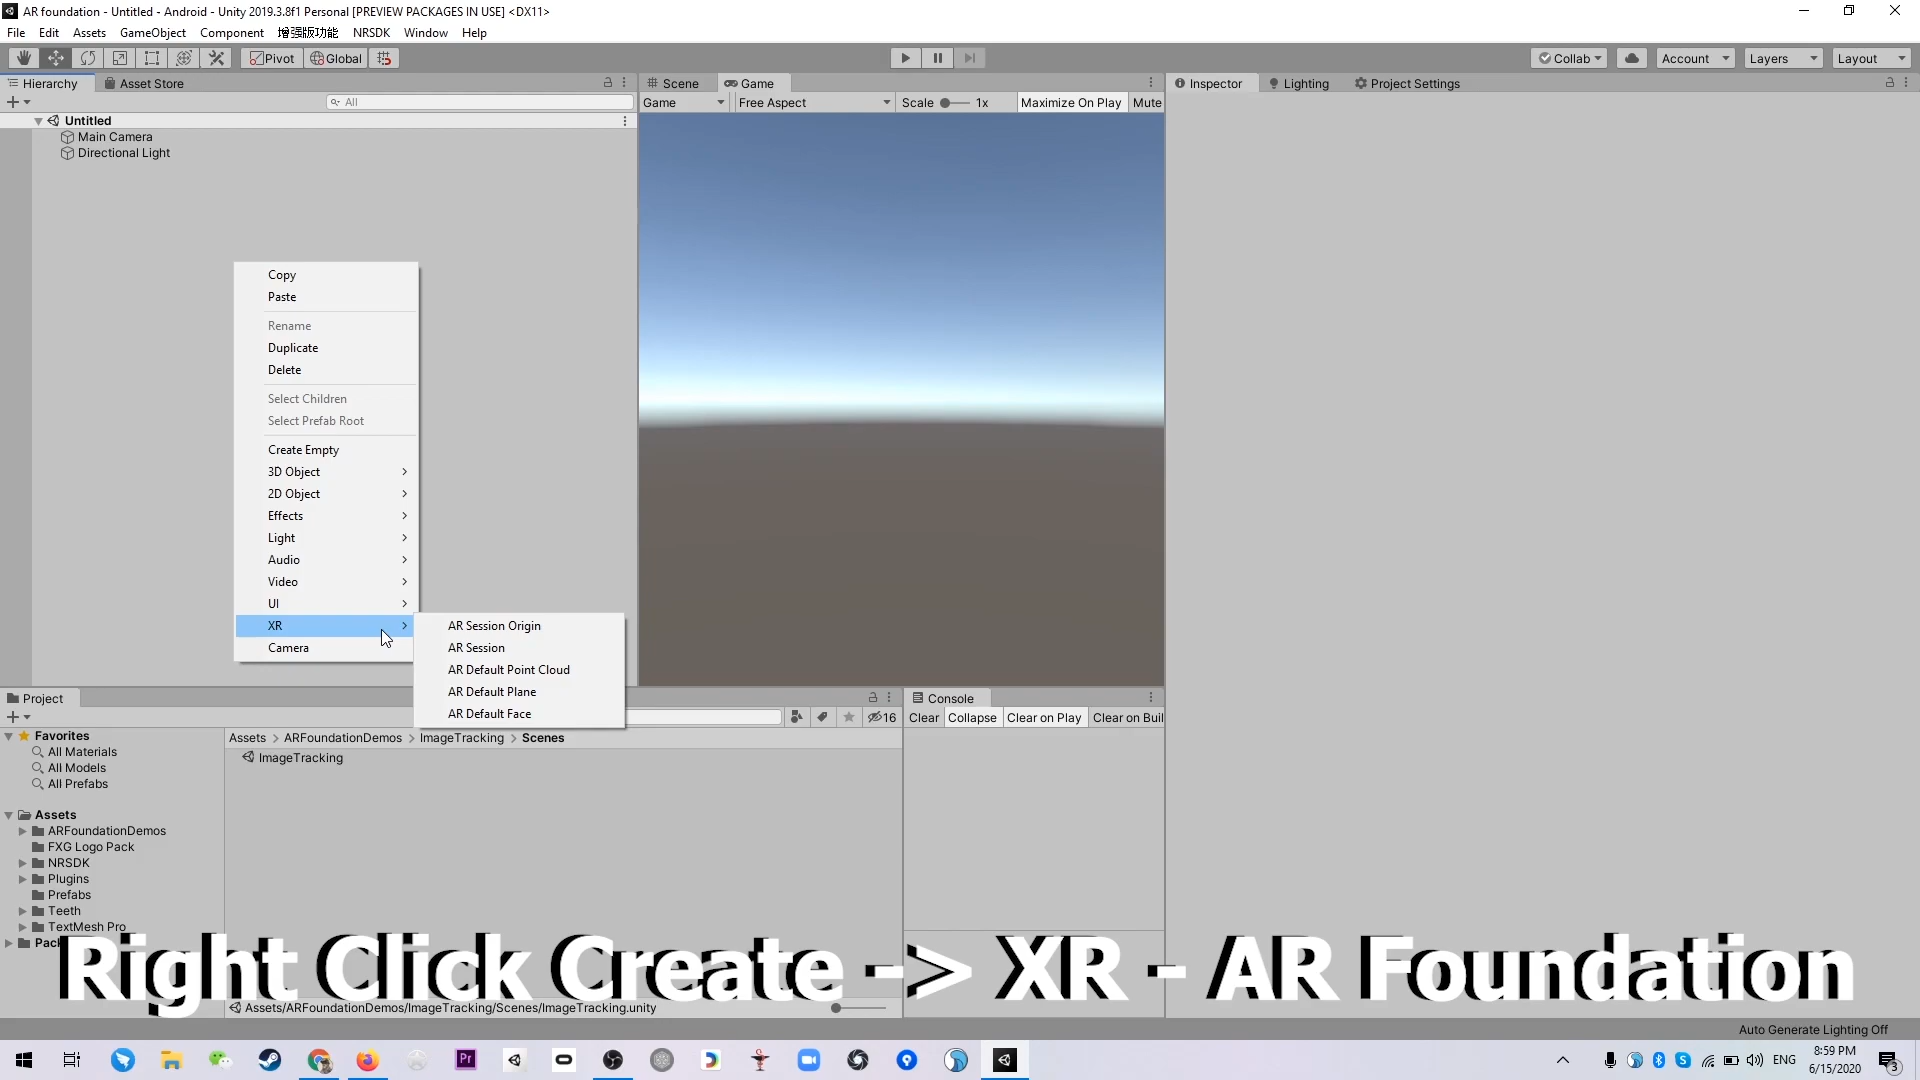 AR foundation - Untitled - Android - Unity 2019.3.8f1 Personal [PREVIEW PACKAGES IN USE] <DX11>
File Edit Assets GameObject Component 增强版功能 NRSDK Window Help
Pivot Global Collab Account Layers Layout
Hierarchy Asset Store Scene Game Inspector Lighting Project Settings
All Game Free Aspect Scale 1x Maximize On Play Mute
Untitled
Main Camera
Directional Light
Copy
Paste
Rename
Duplicate
Delete
Select Children
Select Prefab Root
Create Empty
3D Object
2D Object
Effects
Light
Audio
Video
UI
XR
Camera
AR Session Origin
AR Session
AR Default Point Cloud
AR Default Plane
AR Default Face
Project Console
16 Clear Collapse Clear on Play Clear on Buil
Favorites
All Materials
All Models
All Prefabs
Assets
ARFoundationDemos
FXG Logo Pack
NRSDK
Plugins
Prefabs
Teeth
TextMesh Pro
Pack
Assets > ARFoundationDemos > ImageTracking > Scenes
ImageTracking
Right Click Create -> XR - AR Foundation
Assets/ARFoundationDemos/ImageTracking/Scenes/ImageTracking.unity
Auto Generate Lighting Off
Pr
ENG
8:59 PM
6/15/2020
3